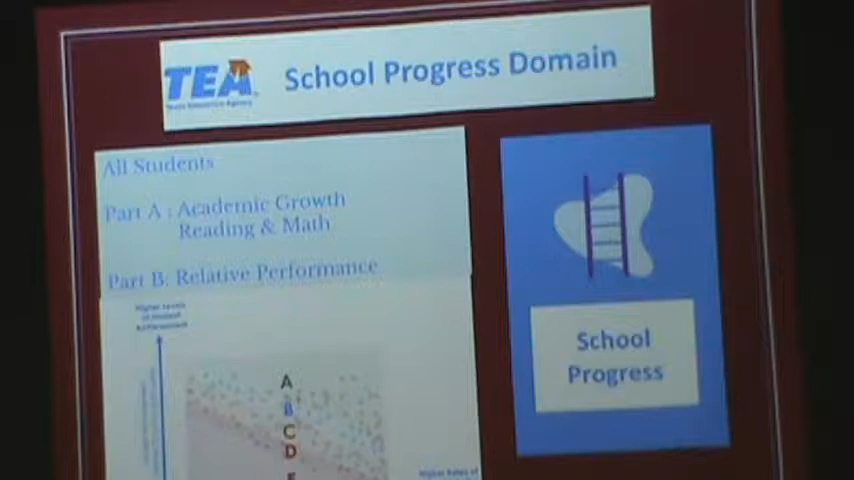 TEA
School Progress Domain
Texas Education Agency
All Students
Part A : Academic Growth
Reading & Math
Part B: Relative Performance
Higher Levels
of Student
Achievement
A
B
C
D
F
School
Progress
Higher Rates of